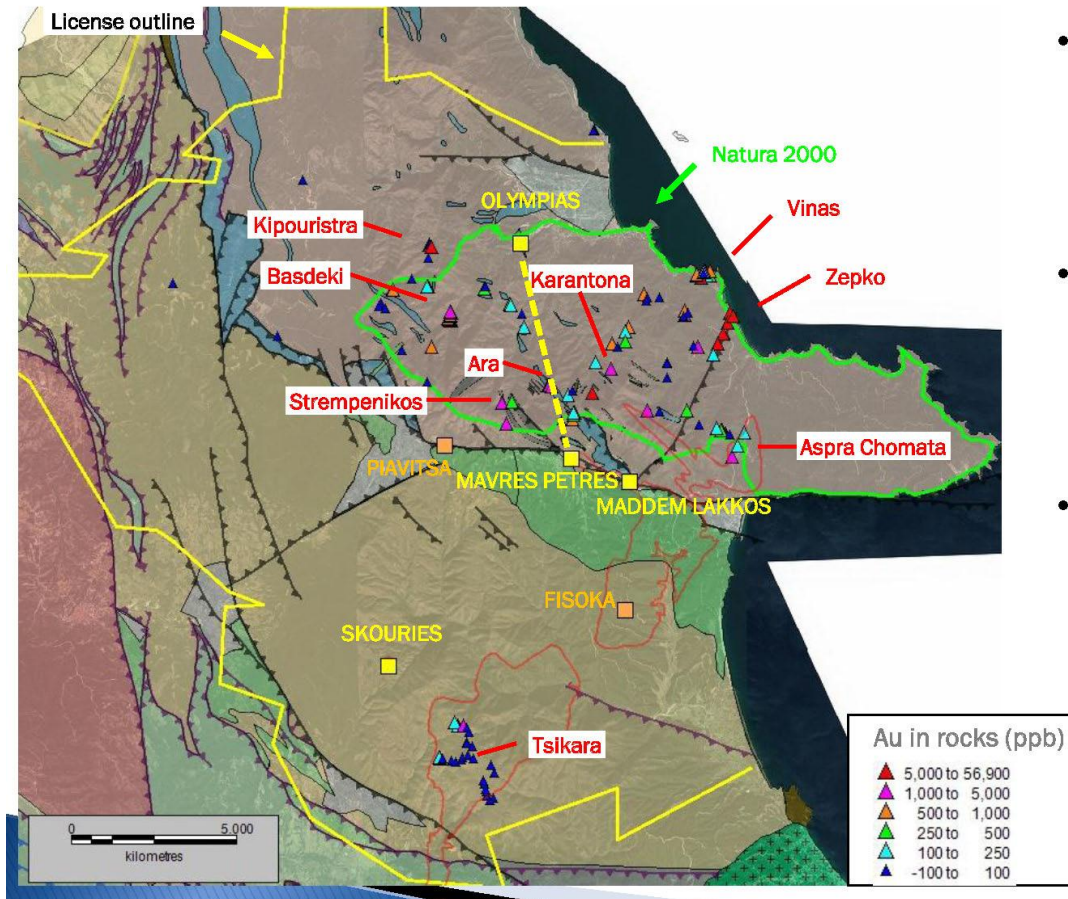 License outline
Natura 2000
OLYMPIAS
Vinas
Kipouristra
Basdeki
Karantona
Zepko
Ara
Strempenikos
Aspra Chomata
PIAVITSA
MAVRES PETRES
MADDEM LAKKOS
FISOKA
SKOURIES
Tsikara
Au in rocks (ppb)
5,000 to 56,900
1,000 to 5,000
500 to 1,000
250 to 500
100 to 250
-100 to 100
0 5,000
kilometres